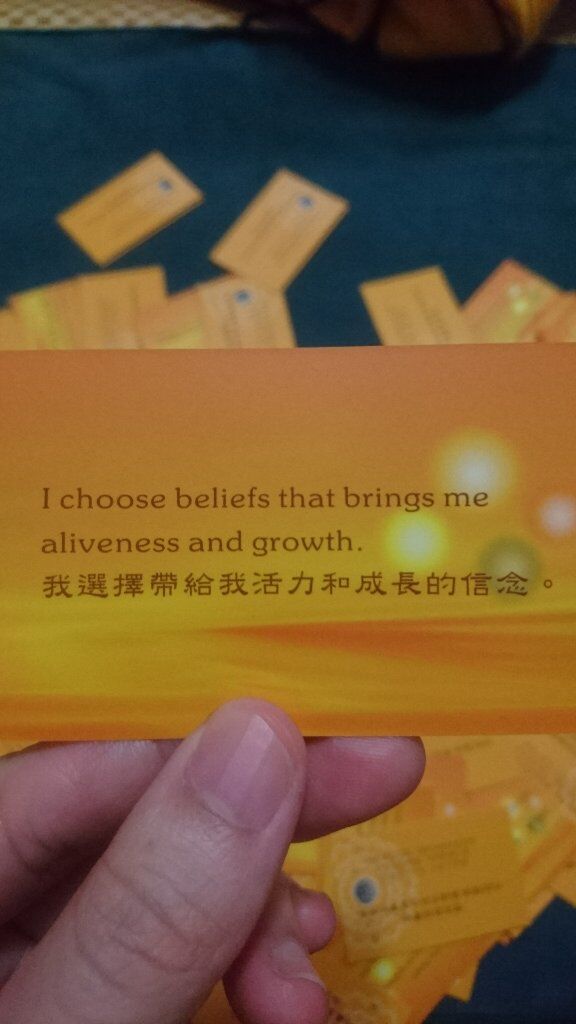 I choose beliefs that brings me
aliveness and growth.
我選擇帶給我活力和成長的信念。